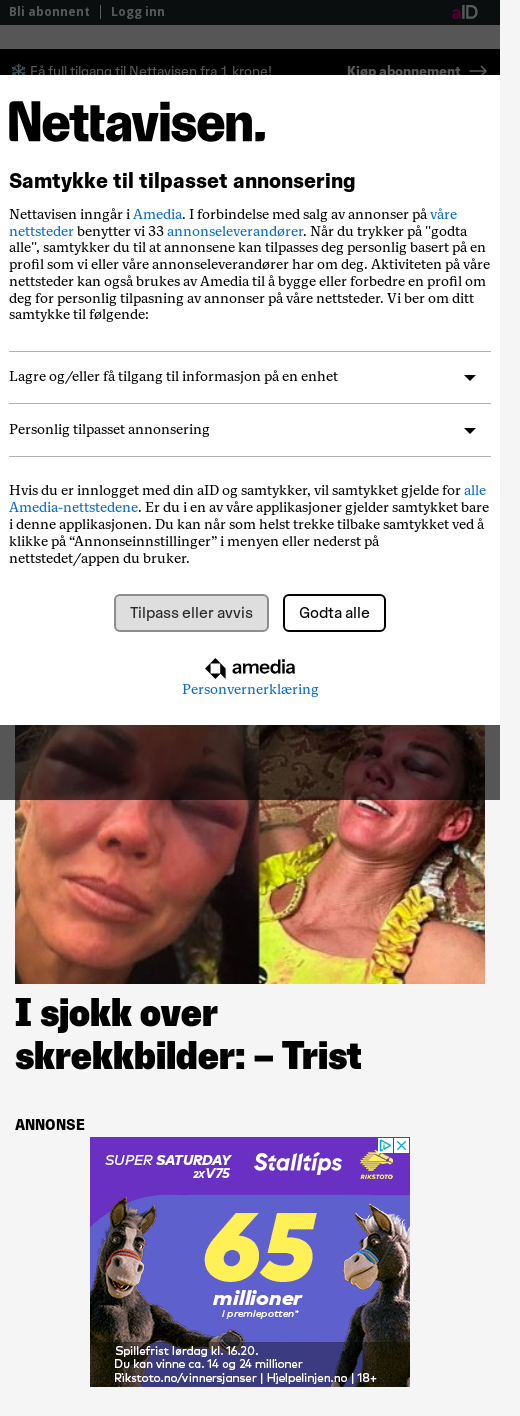 Bli abonnent
Logg inn
aID
Få full tilgang til Nettavisen fra 1 krone!
Kjøp abonnement
Nettavisen.
Samtykke til tilpasset annonsering
Nettavisen inngår i Amedia. I forbindelse med salg av annonser på våre
nettsteder benytter vi 33 annonseleverandører. Når du trykker på "godta
alle", samtykker du til at annonsene kan tilpasses deg personlig basert på en
profil som vi eller våre annonseleverandører har om deg. Aktiviteten på våre
nettsteder kan også brukes av Amedia til å bygge eller forbedre en profil om
deg for personlig tilpasning av annonser på våre nettsteder. Vi ber om ditt
samtykke til følgende:
Lagre og/eller få tilgang til informasjon på en enhet
Personlig tilpasset annonsering
Hvis du er innlogget med din aID og samtykker, vil samtykket gjelde for alle
Amedia-nettstedene. Er du i en av våre applikasjoner gjelder samtykket bare
i denne applikasjonen. Du kan når som helst trekke tilbake samtykket ved å
klikke på “Annonseinnstillinger” i menyen eller nederst på
nettstedet/appen du bruker.
Tilpass eller avvis
Godta alle
amedia
Personvernerklæring
I sjokk over
skrekkbilder: – Trist
ANNONSE
SUPER SATURDAY
2xV75
Stalltips
RIKSTOTO
65
millioner
i premiepotten*
Spillefrist lørdag kl. 16.20.
Du kan vinne ca. 14 og 24 millioner
Rikstoto.no/vinnersjanser | Hjelpelinjen.no | 18+